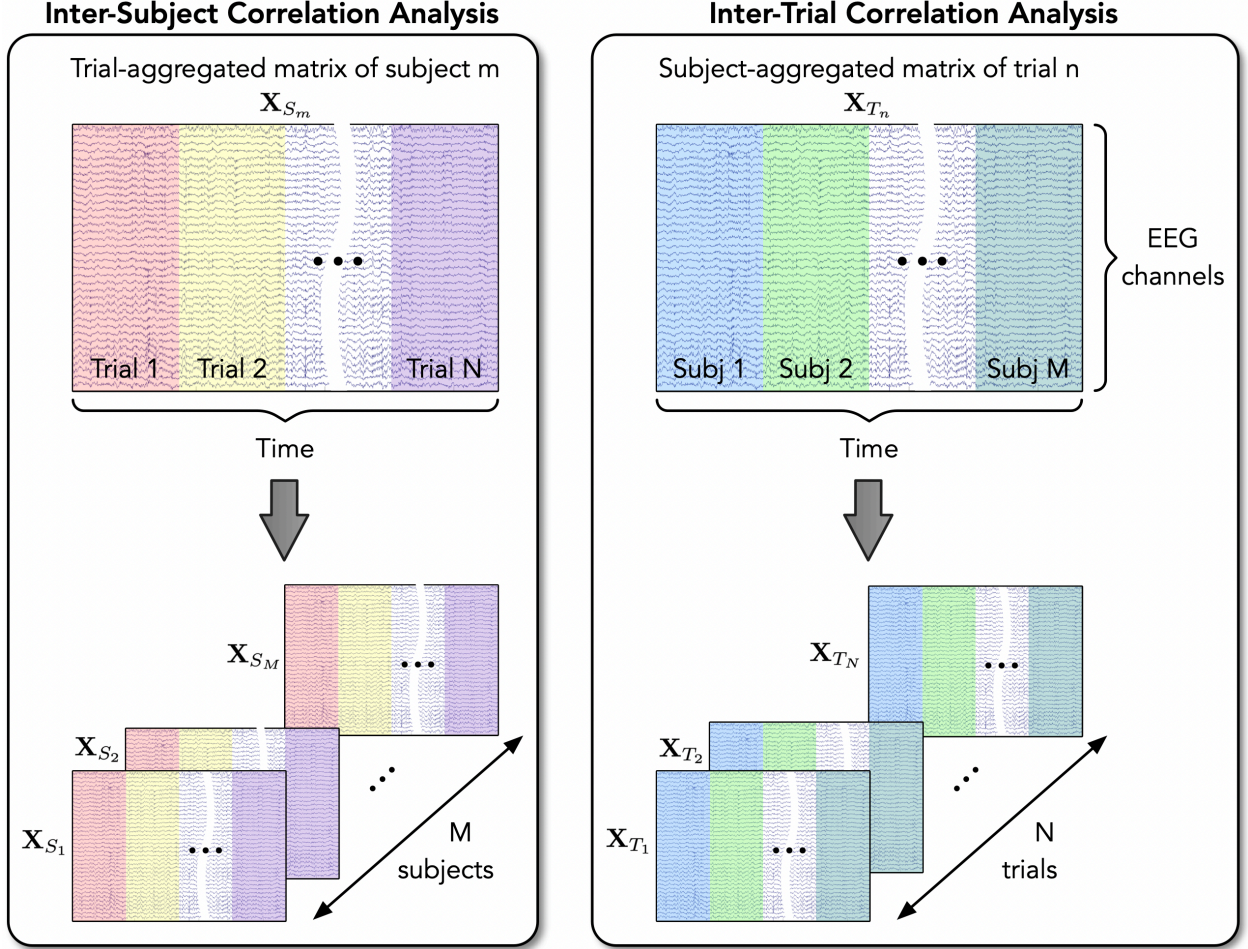 Inter-Subject Correlation Analysis
Trial-aggregated matrix of subject m
X_{S_m}
Trial 1 Trial 2 ••• Trial N
Time
X_{S_M}
•••
X_{S_2}
X_{S_1}
•••
M
subjects
Inter-Trial Correlation Analysis
Subject-aggregated matrix of trial n
X_{T_n}
Subj 1 Subj 2 ••• Subj M
EEG
channels
Time
X_{T_N}
•••
X_{T_2}
X_{T_1}
•••
N
trials